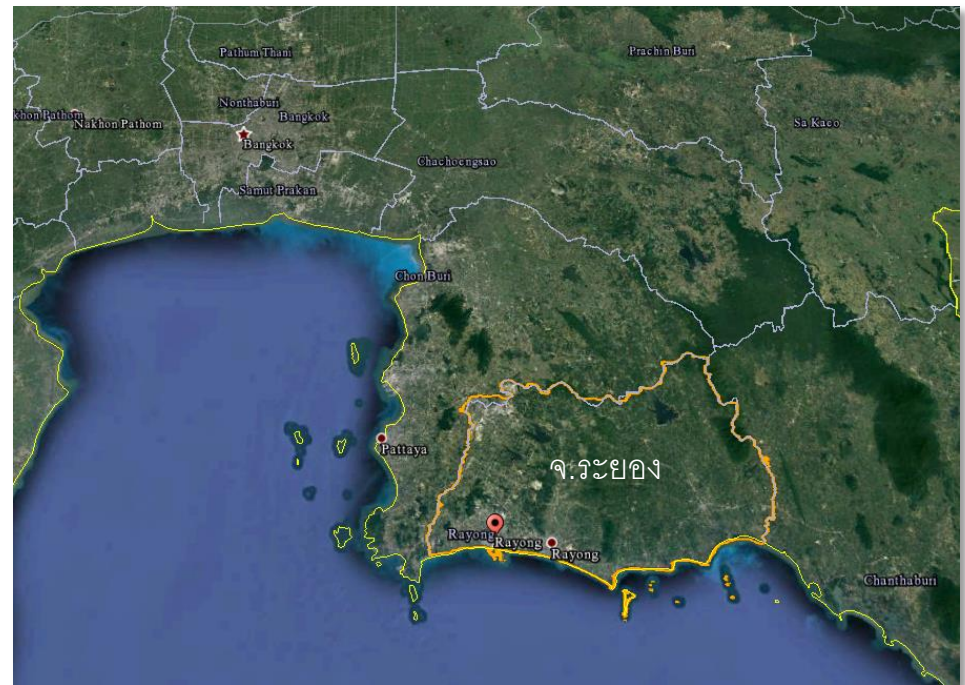 Pathum Thani
Prachin Buri
Nonthaburi
Bangkok
khon Pathom
Nakhon Pathom
Bangkok
Sa Kaeo
Chachoengsao
Samut Prakan
Chon Buri
Pattaya
จ.ระยอง
Rayong
Rayong
Rayong
Chanthaburi